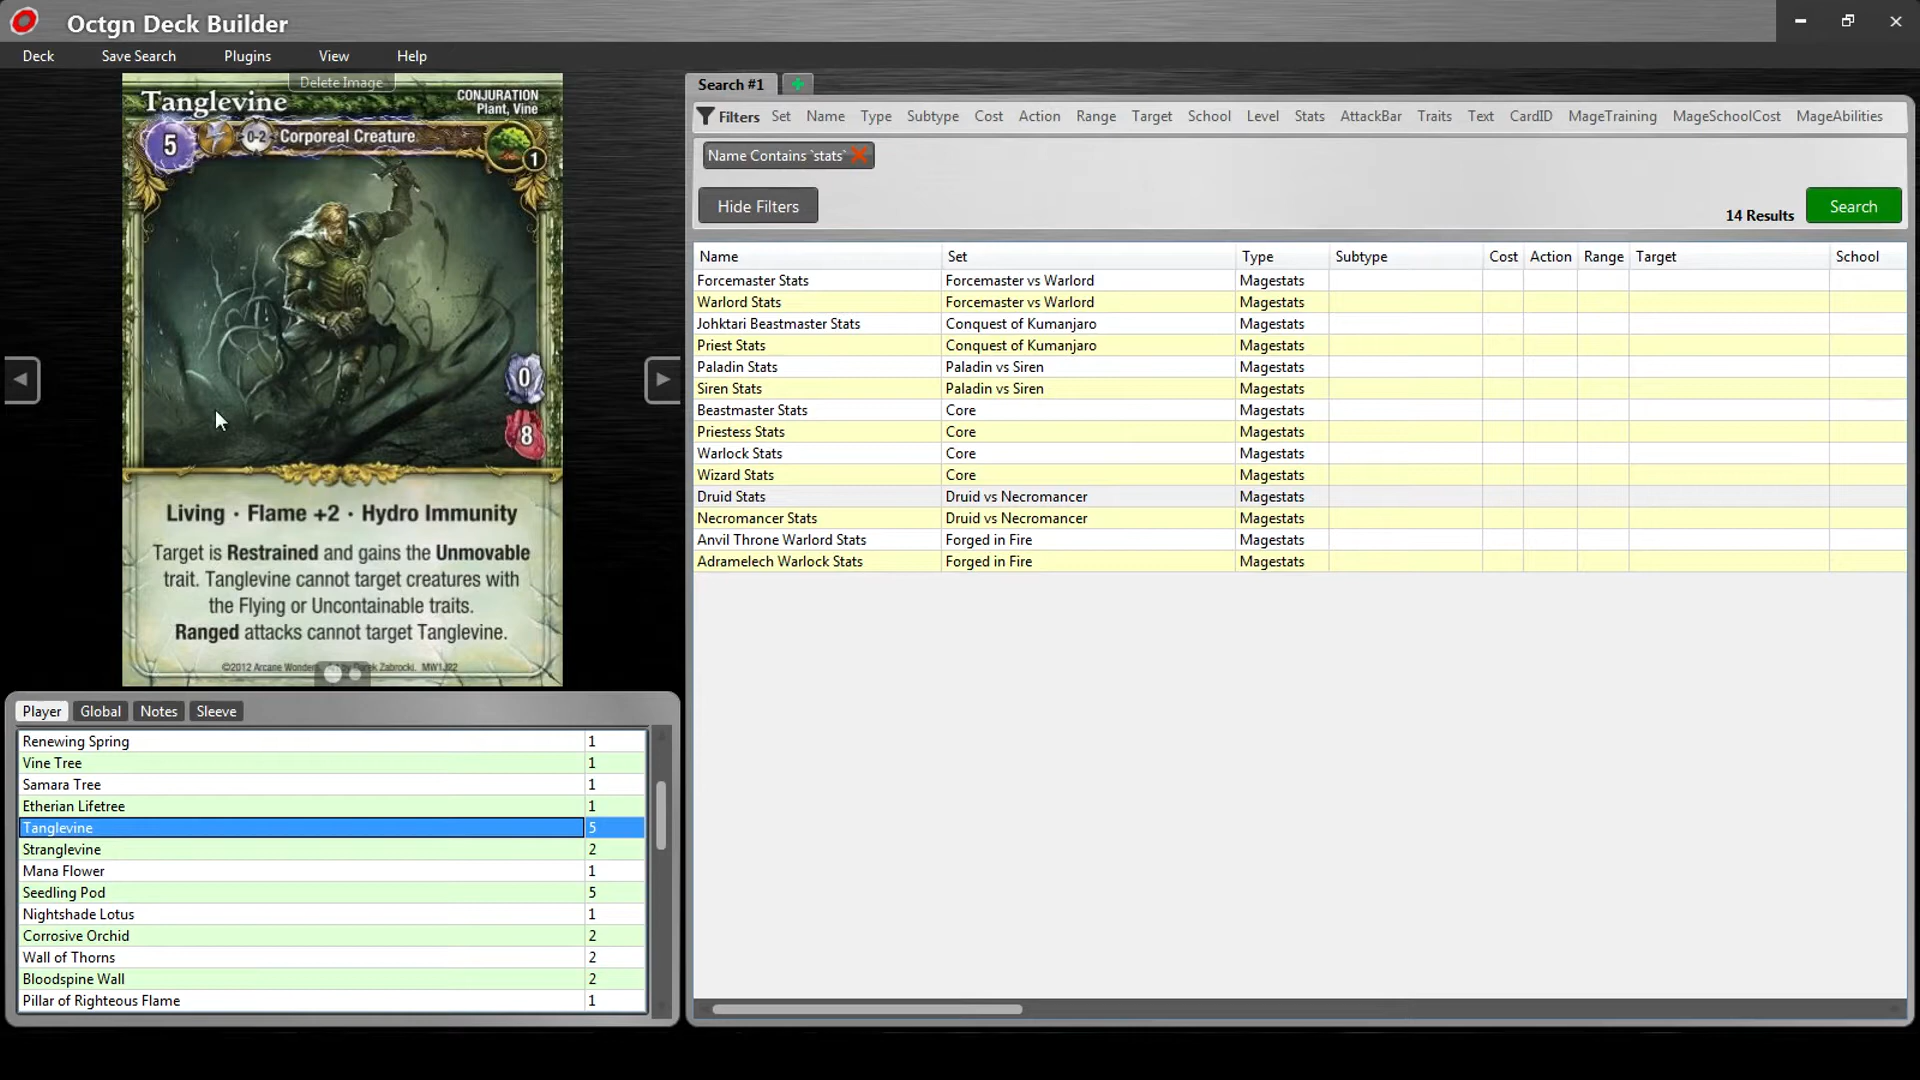 Octgn Deck Builder
Deck Save Search Plugins View Help
Delete Image
Tanglevine
CONJURATION
Plant, Vine
5 0-2 Corporeal Creature 1
0
8
Living · Flame +2 · Hydro Immunity
Target is Restrained and gains the Unmovable
trait. Tanglevine cannot target creatures with
the Flying or Uncontainable traits.
Ranged attacks cannot target Tanglevine.
©2012 Arcane Wonders. by Derek Zabrocki. MW1J22
Player Global Notes Sleeve
Renewing Spring 1
Vine Tree 1
Samara Tree 1
Etherian Lifetree 1
Tanglevine 5
Stranglevine 2
Mana Flower 1
Seedling Pod 5
Nightshade Lotus 1
Corrosive Orchid 2
Wall of Thorns 2
Bloodspine Wall 2
Pillar of Righteous Flame 1
Search #1
Filters Set Name Type Subtype Cost Action Range Target School Level Stats AttackBar Traits Text CardID MageTraining MageSchoolCost MageAbilities
Name Contains `stats`
Hide Filters
14 Results
Search
Name Set Type Subtype Cost Action Range Target School
Forcemaster Stats Forcemaster vs Warlord Magestats
Warlord Stats Forcemaster vs Warlord Magestats
Johktari Beastmaster Stats Conquest of Kumanjaro Magestats
Priest Stats Conquest of Kumanjaro Magestats
Paladin Stats Paladin vs Siren Magestats
Siren Stats Paladin vs Siren Magestats
Beastmaster Stats Core Magestats
Priestess Stats Core Magestats
Warlock Stats Core Magestats
Wizard Stats Core Magestats
Druid Stats Druid vs Necromancer Magestats
Necromancer Stats Druid vs Necromancer Magestats
Anvil Throne Warlord Stats Forged in Fire Magestats
Adramelech Warlock Stats Forged in Fire Magestats